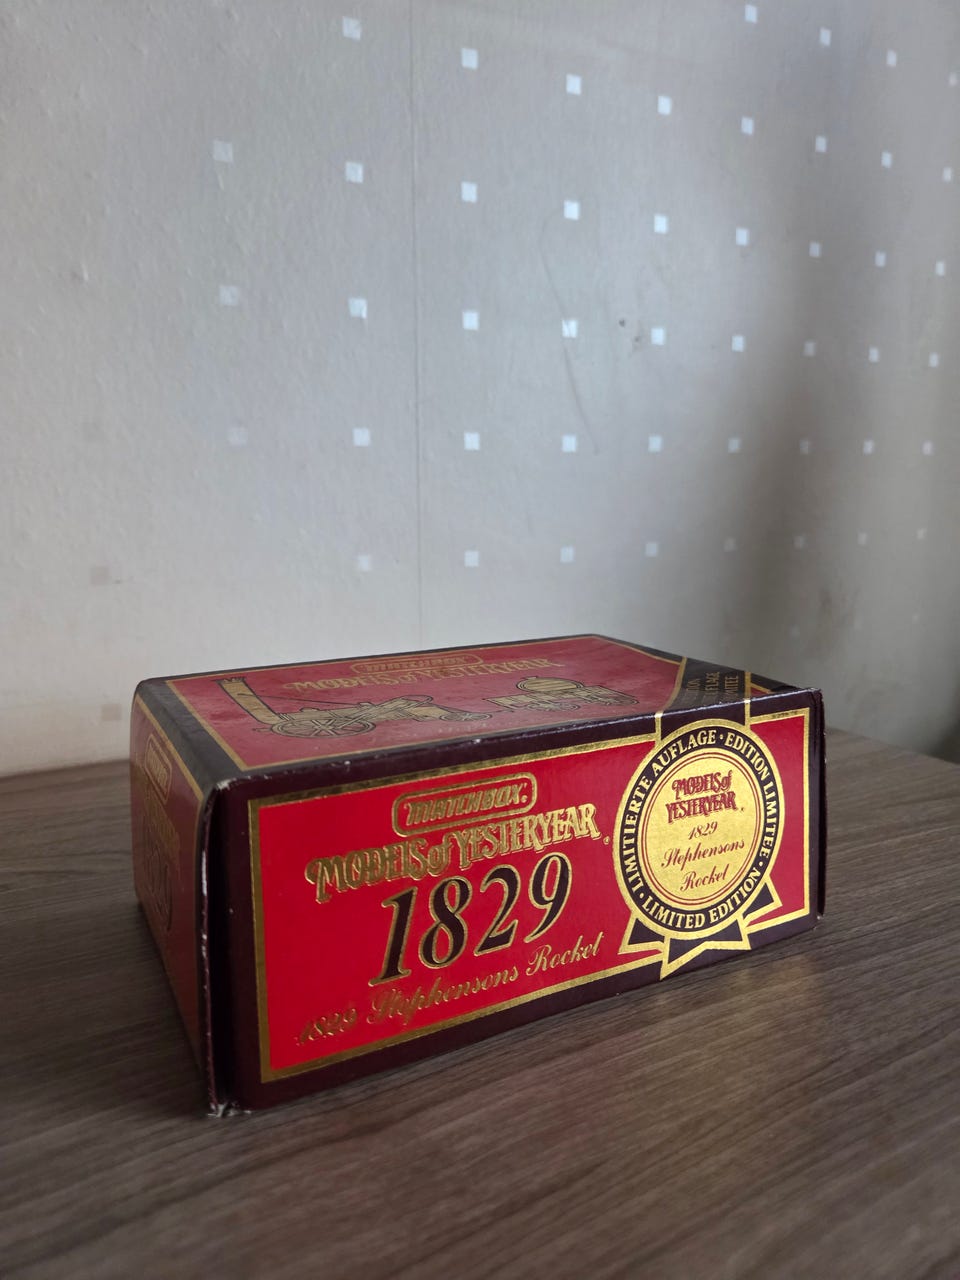 MATCHBOX
MODELS of YESTERYEAR
MATCHBOX.
MODELS of YESTERYEAR.
1829
1829 Stephensons Rocket
LIMITIERTE AUFLAGE · EDITION LIMITEE · LIMITED EDITION ·
MODELS of
YESTERYEAR.
1829
Stephensons
Rocket